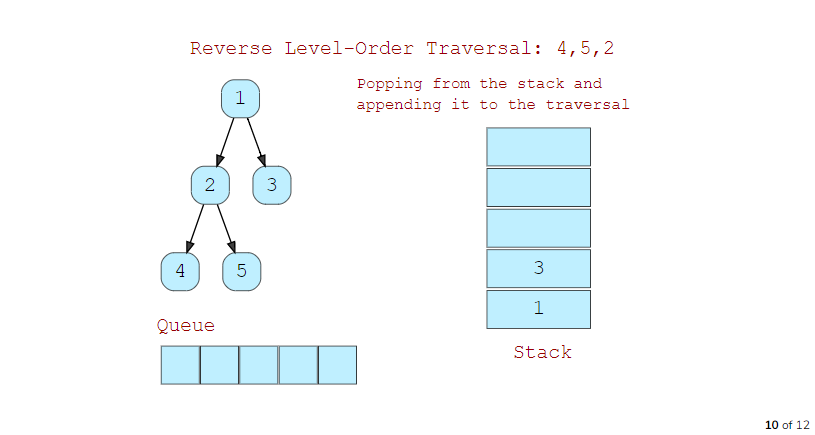 Reverse Level-Order Traversal: 4,5,2
Popping from the stack and
appending it to the traversal
1
2
3
4
5
Queue
3
1
Stack
10 of 12